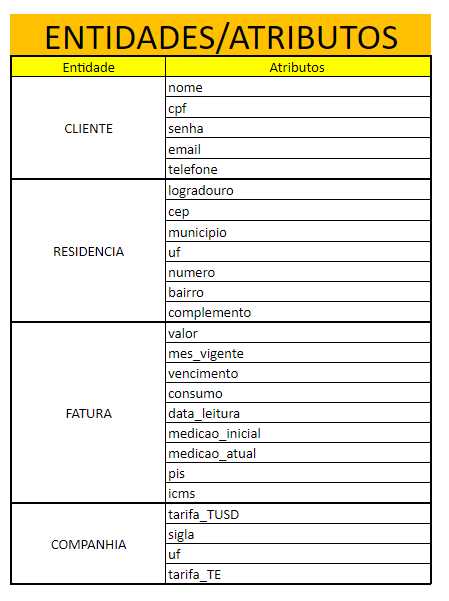 ENTIDADES/ATRIBUTOS
Entidade Atributos
CLIENTE
nome
cpf
senha
email
telefone
RESIDENCIA
logradouro
cep
municipio
uf
numero
bairro
complemento
FATURA
valor
mes_vigente
vencimento
consumo
data_leitura
medicao_inicial
medicao_atual
pis
icms
COMPANHIA
tarifa_TUSD
sigla
uf
tarifa_TE